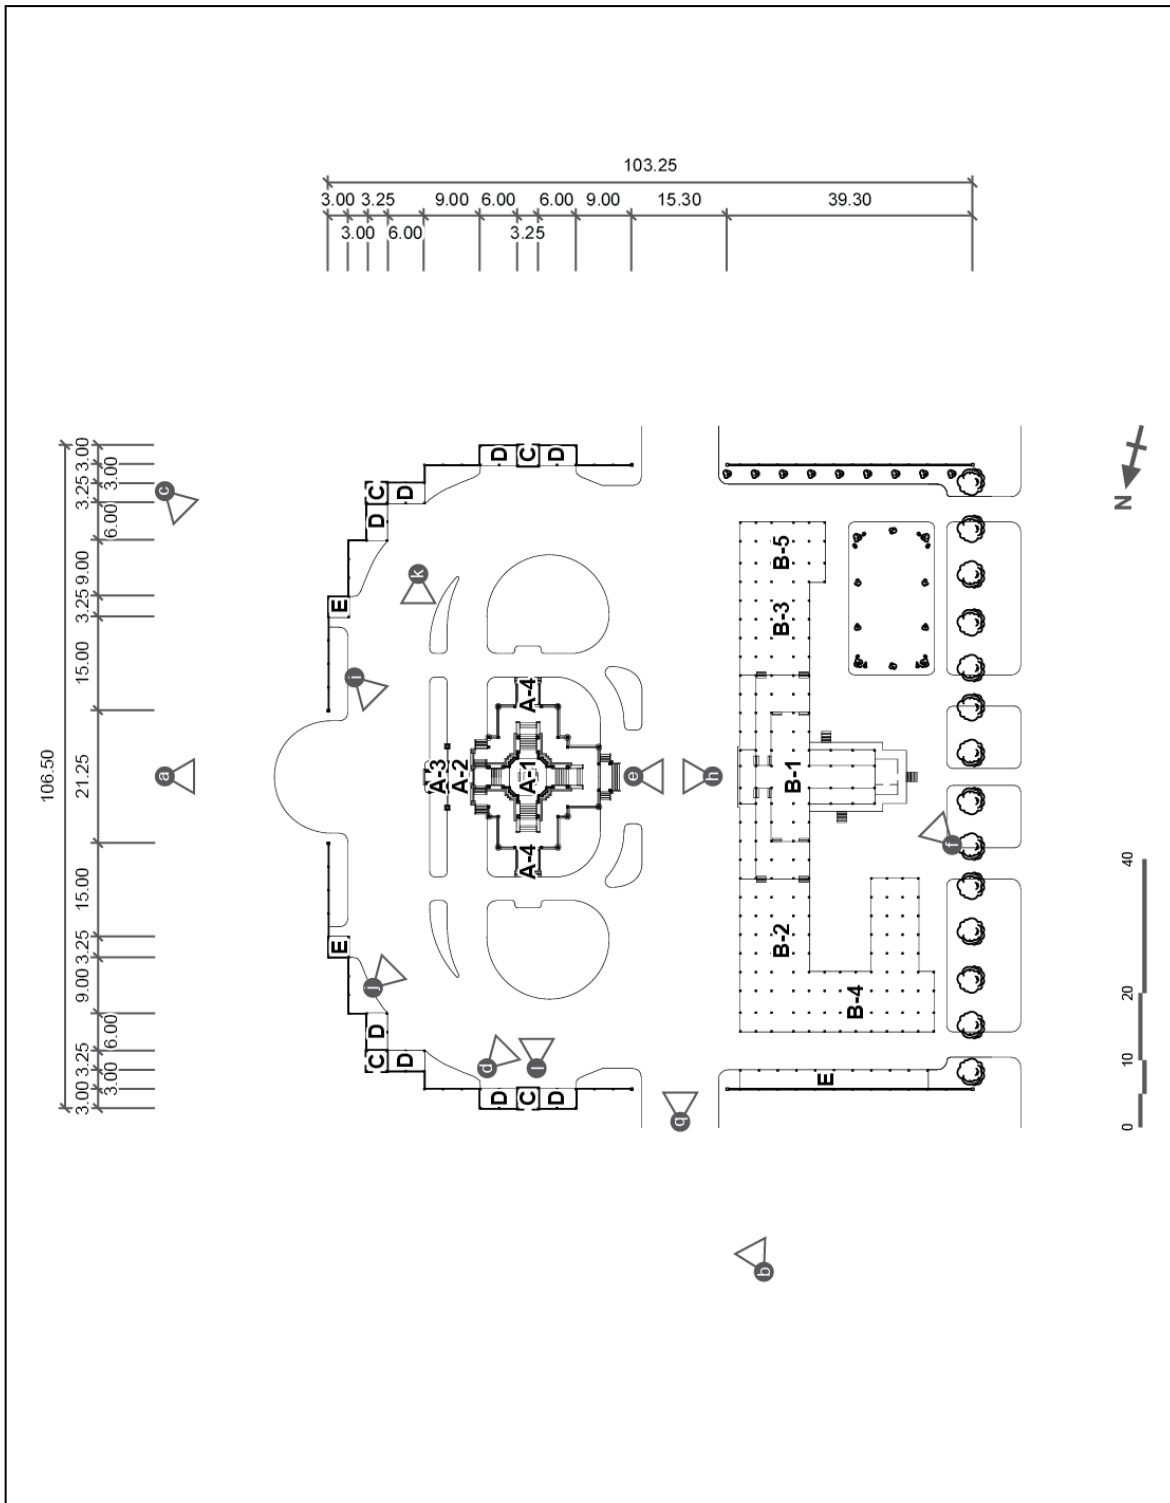 103.25
3.00 3.25 9.00 6.00 6.00 9.00 15.30 39.30
3.00 6.00 3.25
106.50
3.00 3.25 9.00 3.25 15.00 21.25 15.00 3.25 9.00 3.25 3.00
3.00 6.00 6.00 3.00
a
c
E
E
i
j
D
C
D
D
C
D
k
A-3
A-2
A-1
A-4
A-4
D
C
D
D
C
D
d
l
e
h
g
b
B-5
B-3
B-1
B-2
B-4
E
f
N
0 10 20 40